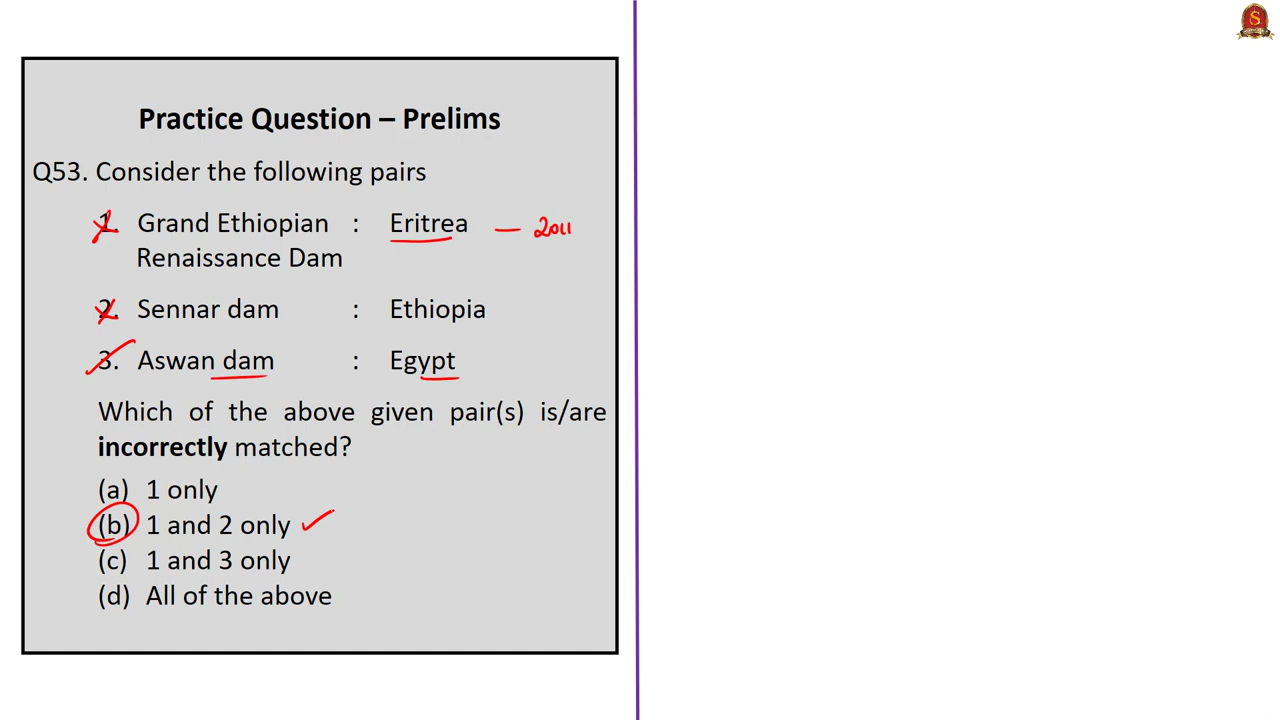 Practice Question – Prelims
Q53. Consider the following pairs
1. Grand Ethiopian : Eritrea — 2011
Renaissance Dam
2. Sennar dam : Ethiopia
3. Aswan dam : Egypt
Which of the above given pair(s) is/are
incorrectly matched?
(a) 1 only
(b) 1 and 2 only
(c) 1 and 3 only
(d) All of the above
S